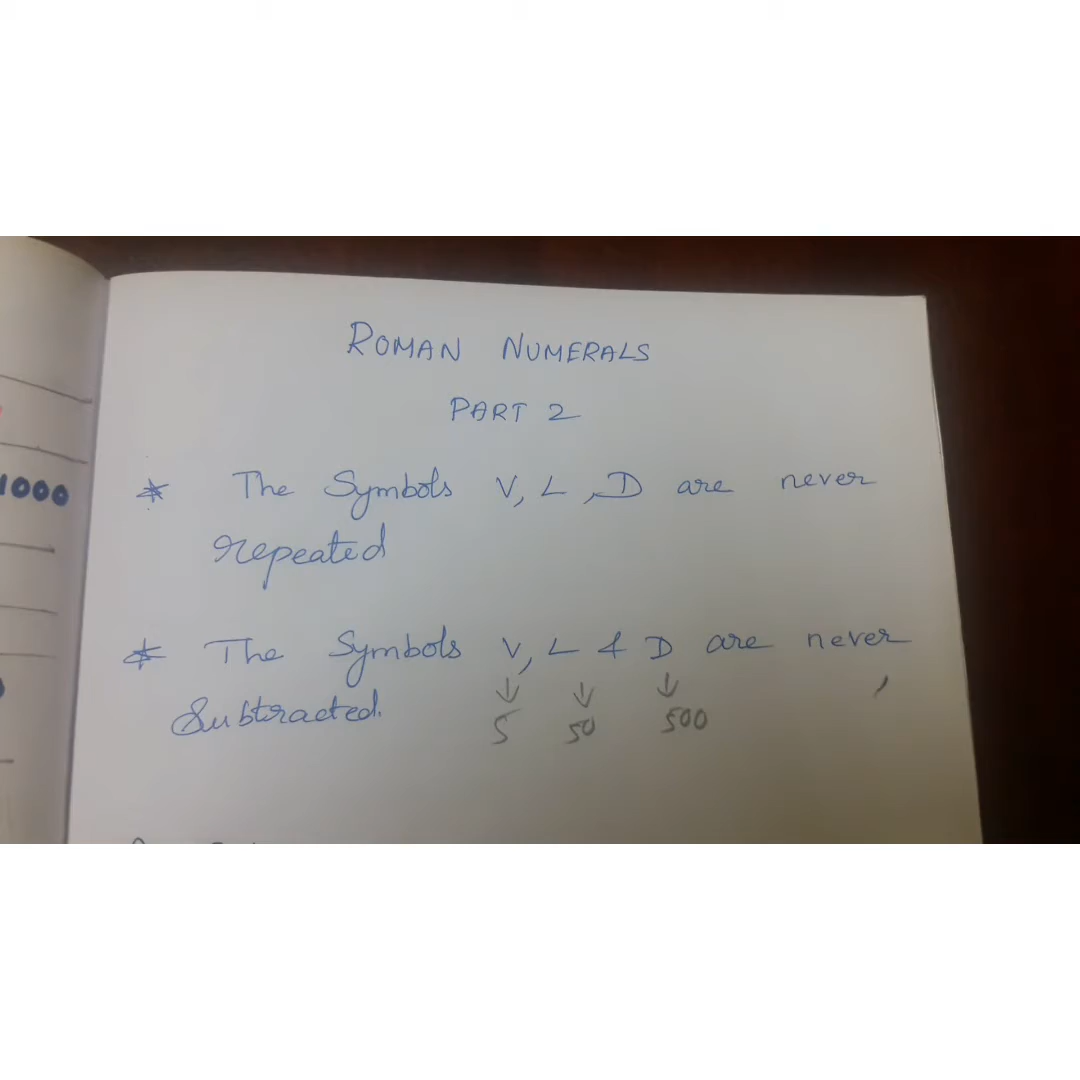 ROMAN NUMERALS
PART 2
1000
* The Symbols V, L, D are never
repeated
* The Symbols V, L & D are never
Subtracted.
↓ ↓ ↓
5 50 500